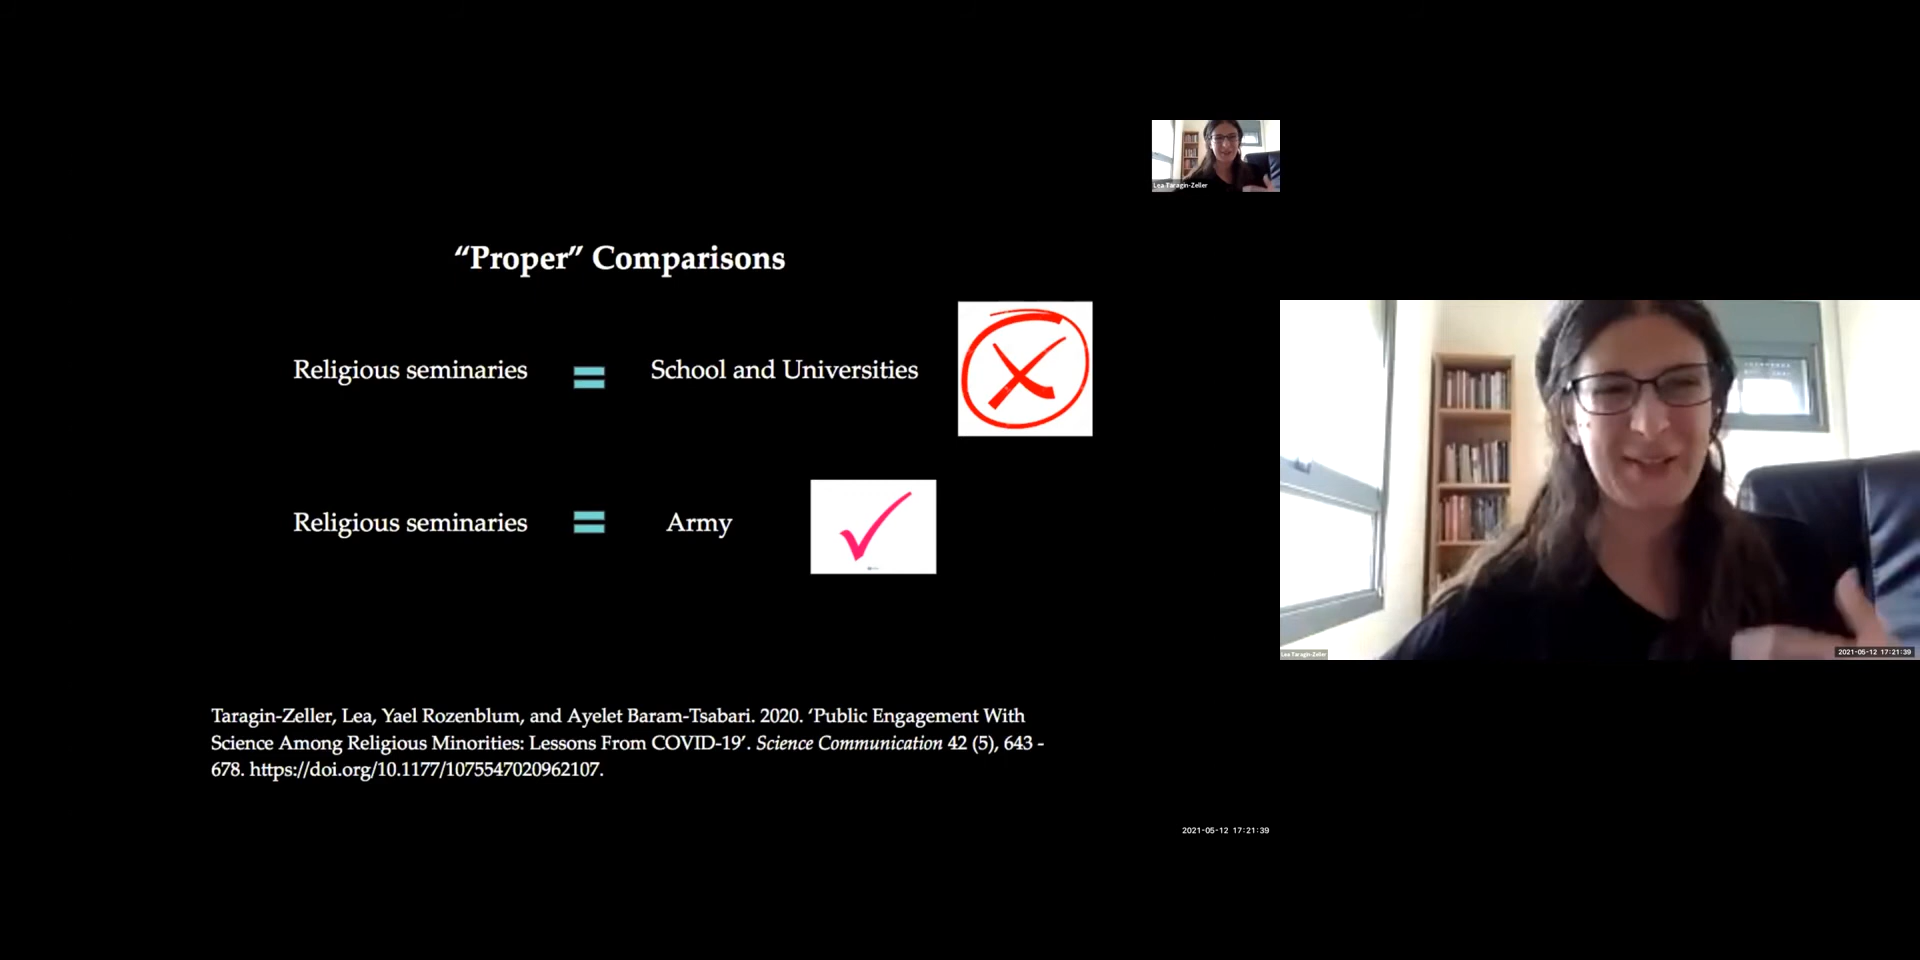 Lea Taragin-Zeller
“Proper” Comparisons
Religious seminaries = School and Universities
Religious seminaries = Army
Taragin-Zeller, Lea, Yael Rozenblum, and Ayelet Baram-Tsabari. 2020. ‘Public Engagement With
Science Among Religious Minorities: Lessons From COVID-19’. Science Communication 42 (5), 643 -
678. https://doi.org/10.1177/1075547020962107.
2021-05-12 17:21:39
Lea Taragin-Zeller
2021-05-12 17:21:39